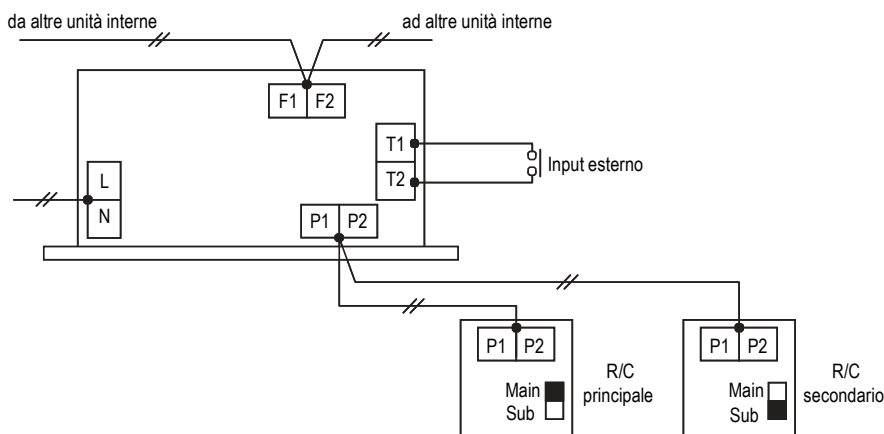 da altre unità interne
ad altre unità interne
F1 F2
T1
T2
Input esterno
L
N
P1 P2
P1 P2
Main
Sub
R/C
principale
P1 P2
Main
Sub
R/C
secondario